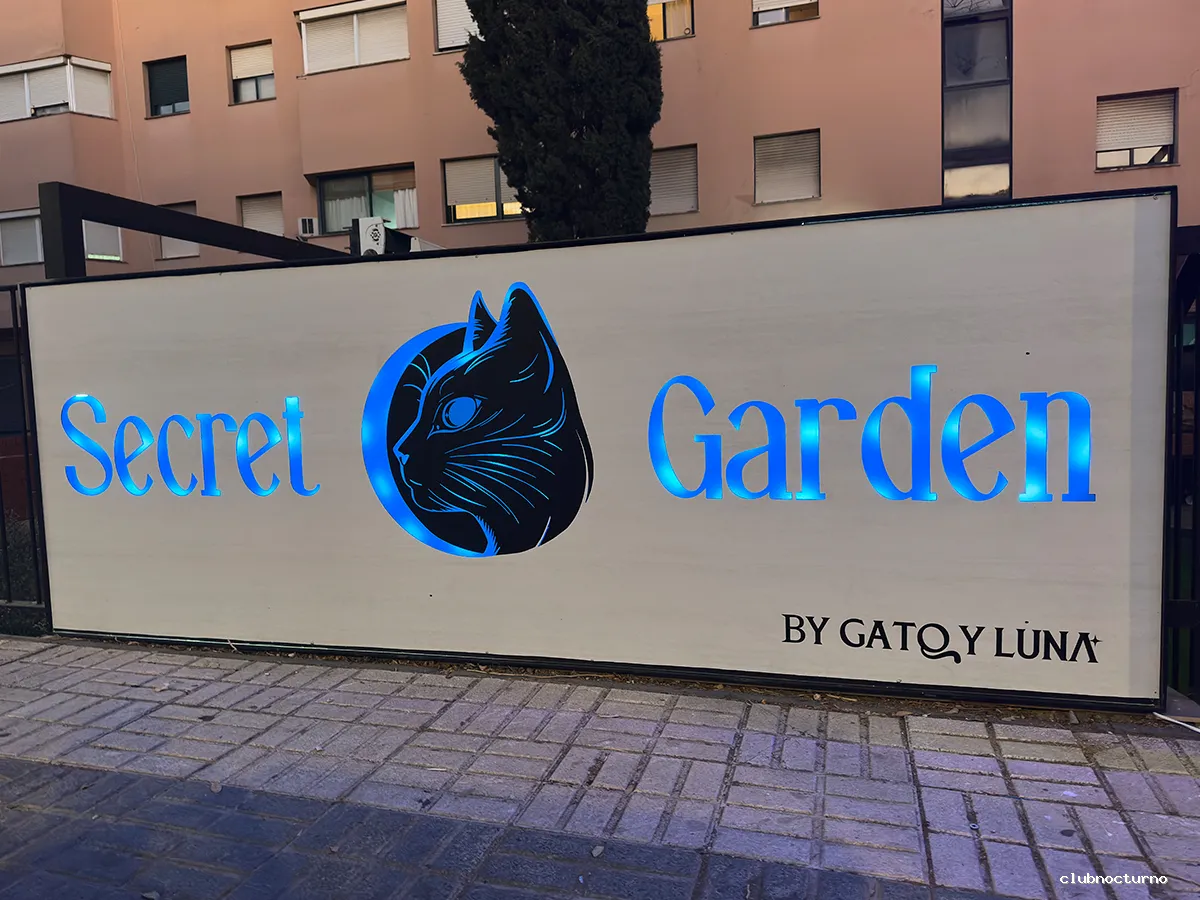 Secret Garden
BY GATO Y LUNA
clubnocturno